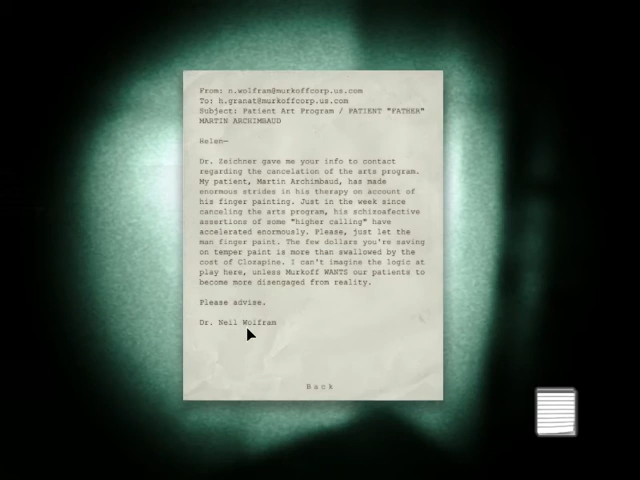 From: n.wolfram@murkoffcorp.us.com
To: h.granat@murkoffcorp.us.com
Subject: Patient Art Program / PATIENT "FATHER"
MARTIN ARCHIMBAUD
Helen—
Dr. Zeichner gave me your info to contact
regarding the cancelation of the arts program.
My patient, Martin Archimbaud, has made
enormous strides in his therapy on account of
his finger painting. Just in the week since
canceling the arts program, his schizoafective
assertions of some "higher calling" have
accelerated enormously. Please, just let the
man finger paint. The few dollars you're saving
on temper paint is more than swallowed by the
cost of Clozapine. I can't imagine the logic at
play here, unless Murkoff WANTS our patients to
become more disengaged from reality.
Please advise.
Dr. Neil Wolfram
Back